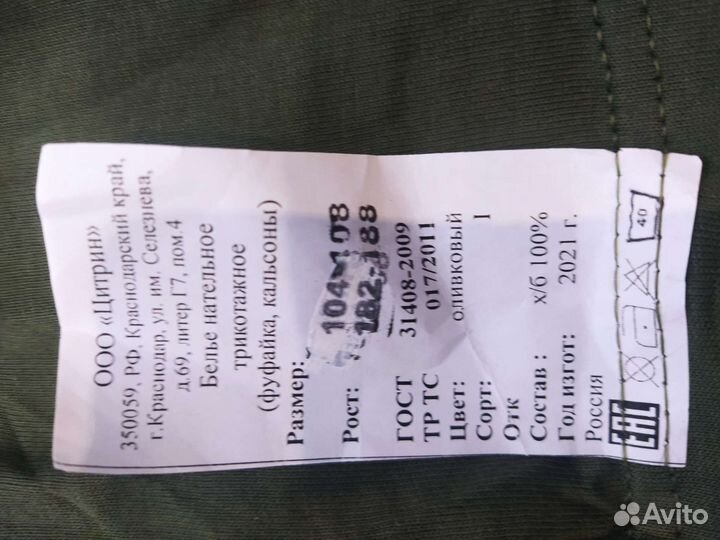 ООО «Цитрин»
350059, РФ, Краснодарский край,
г.Краснодар, ул. им. Селезнева,
д.69, литер Г7, пом.4
Белье нательное
трикотажное
(фуфайка, кальсоны)
Размер: 104-108
Рост: 182-188
ГОСТ 31408-2009
ТР ТС 017/2011
Цвет: оливковый
Сорт: I
Отк
Состав : х/б 100%
Год изгот: 2021 г.
Россия
EAC
40
Avito